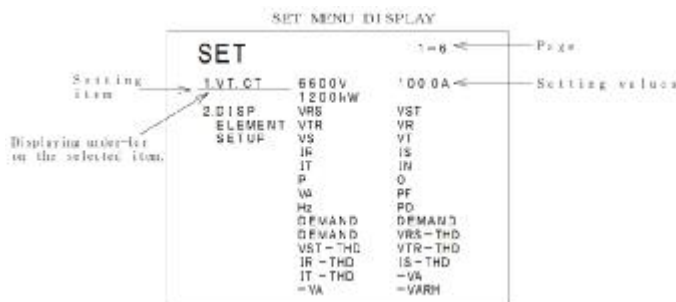 SET MENU DISPLAY
SET 1-6 Page
Setting item
1.VT.CT 6600V 100.0A Setting values
1200kW
Displaying under-bar on the selected item.
2.DISP VRS VST
ELEMENT VTR VR
SETUP VS VT
IR IS
IT IN
P Q
VA PF
Hz PD
DEMAND DEMAND
DEMAND VRS-THD
VST-THD VTR-THD
IR-THD IS-THD
IT-THD -VA
-VA -VARH